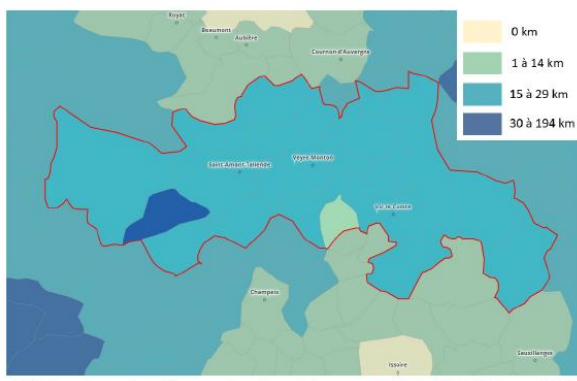 Royat
Beaumont
Aubière
Cournon-d'Auvergne
0 km
1 à 14 km
15 à 29 km
30 à 194 km
Saint-Amant-Tallende
Veyre-Monton
Vic-le-Comte
Champeix
Issoire
Sauxillanges